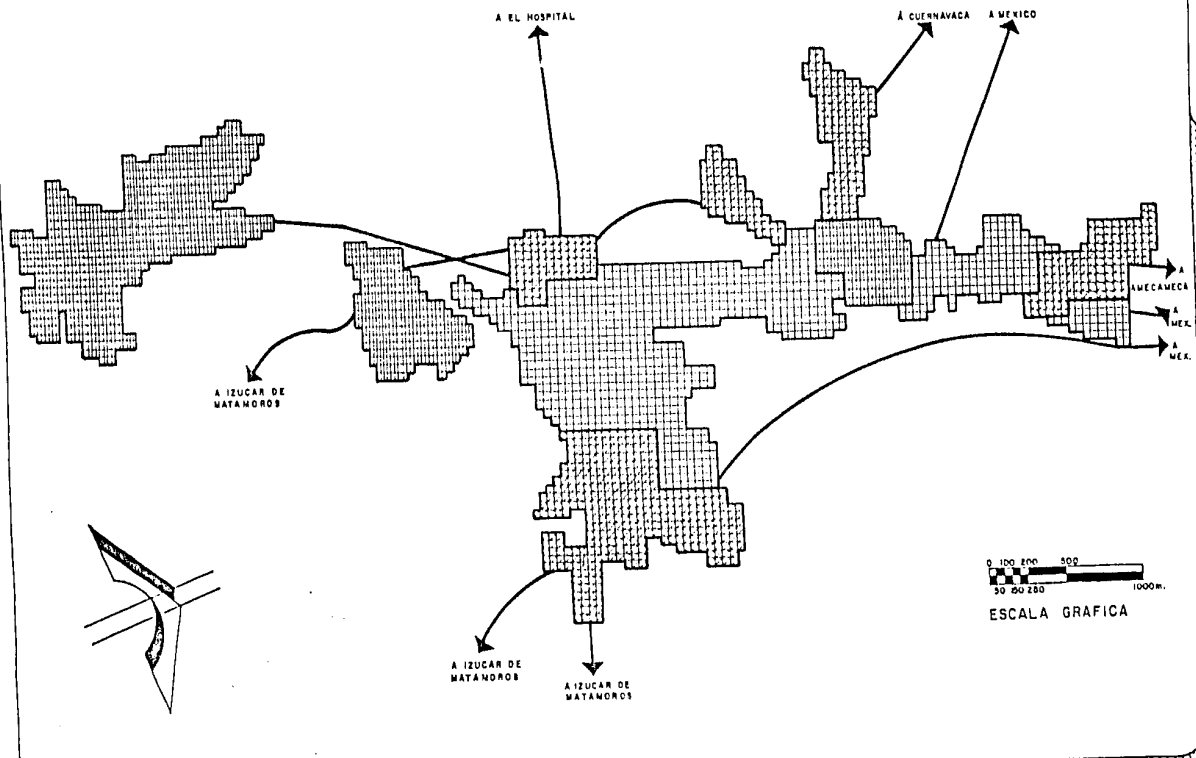 A EL HOSPITAL
A CUERNAVACA
A MEXICO
A
AMECAMECA
A
MEX.
A
MEX.
A IZUCAR DE
MATAMOROS
0 100 200 500
50 150 250 1000m.
ESCALA GRAFICA
A IZUCAR DE
MATAMOROS
A IZUCAR DE
MATAMOROS